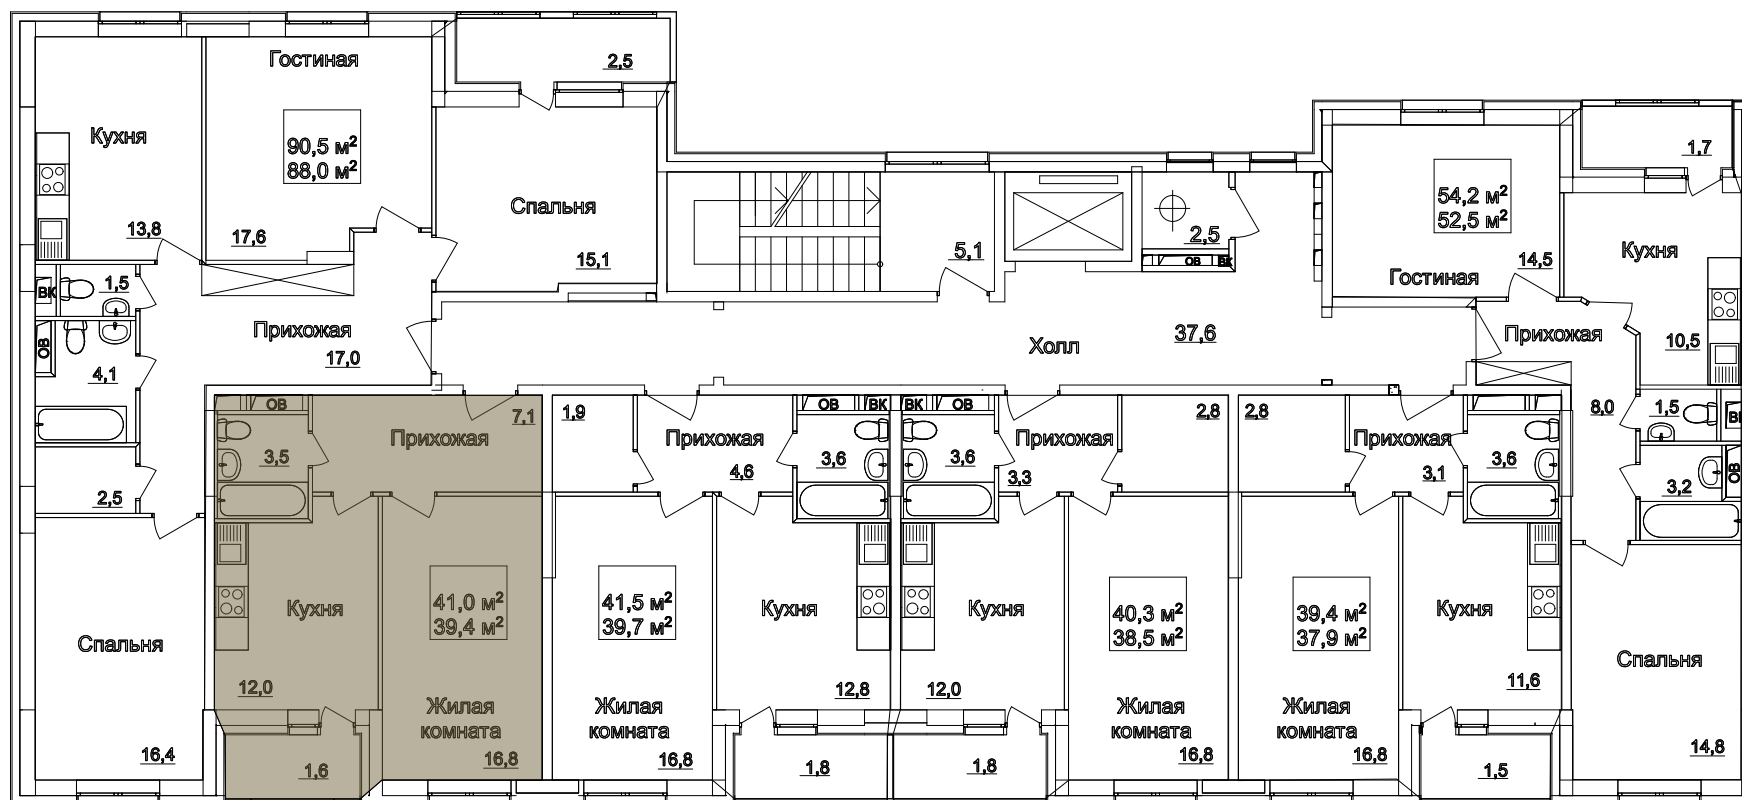 Гостиная
2,5
Кухня
90,5 м²
88,0 м²
13,8
17,6
Спальня
15,1
5,1
2,5
ОВ
ВК
54,2 м²
52,5 м²
1,7
Гостиная
14,5
Кухня
10,5
ВК
1,5
ОВ
4,1
Прихожая
17,0
Холл
37,6
Прихожая
8,0
1,5
ВК
3,2
ОВ
2,5
ОВ
3,5
Прихожая
7,1
1,9
Прихожая
4,6
ОВ
ВК
3,6
ВК
ОВ
3,6
Прихожая
3,3
2,8
2,8
Прихожая
3,1
3,6
Спальня
16,4
Кухня
12,0
41,0 м²
39,4 м²
Жилая
комната
16,8
1,6
41,5 м²
39,7 м²
Жилая
комната
16,8
Кухня
12,8
1,8
Кухня
12,0
1,8
40,3 м²
38,5 м²
Жилая
комната
16,8
39,4 м²
37,9 м²
Жилая
комната
16,8
Кухня
11,6
1,5
Спальня
14,8